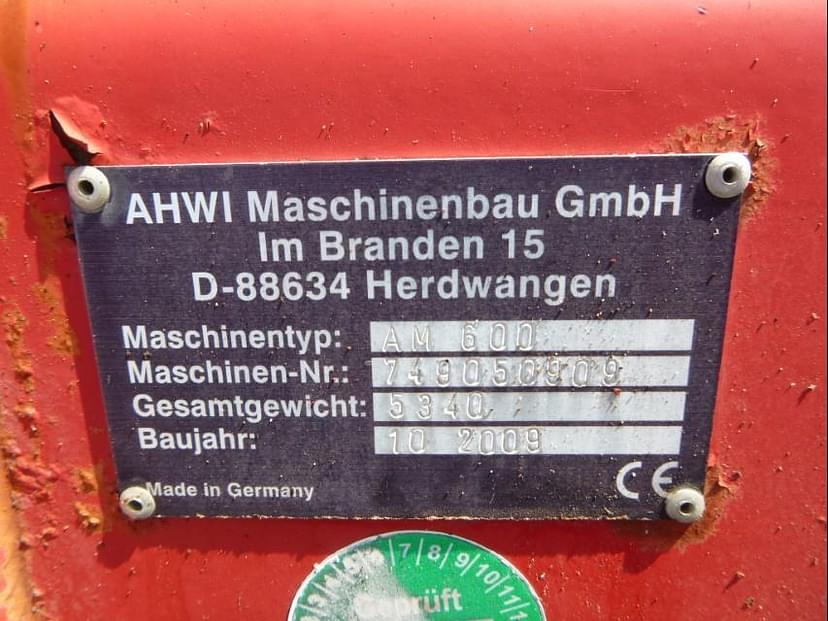 AHWI Maschinenbau GmbH
Im Branden 15
D-88634 Herdwangen
Maschinentyp: AM 600
Maschinen-Nr.: 749050909
Gesamtgewicht: 5340
Baujahr: 10 2009
Made in Germany CE
7/8/9/10/11/
Geprüft